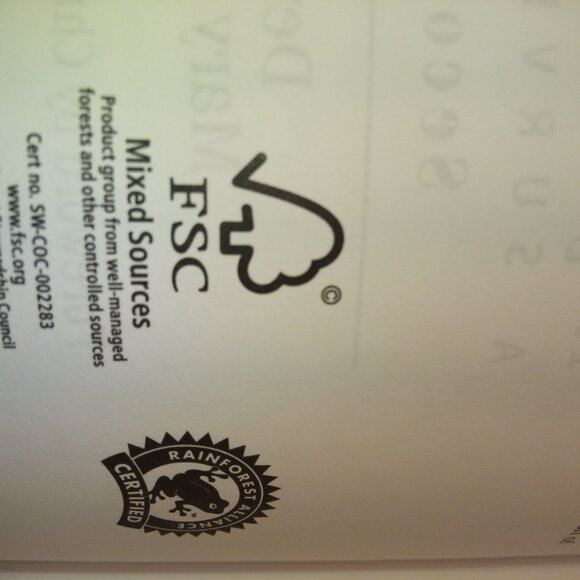 ©
FSC
Mixed Sources
Product group from well-managed
forests and other controlled sources
Cert no. SW-COC-002283
www.fsc.org
Council
RAINFOREST ALLIANCE
CERTIFIED